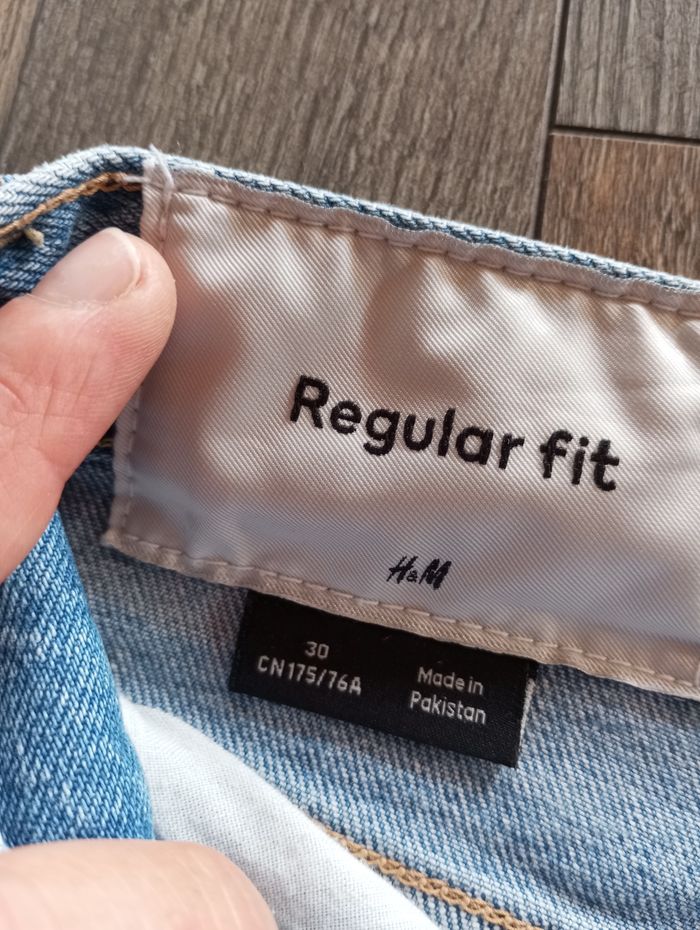 Regular fit
H&M
30
CN175/76A
Made in
Pakistan